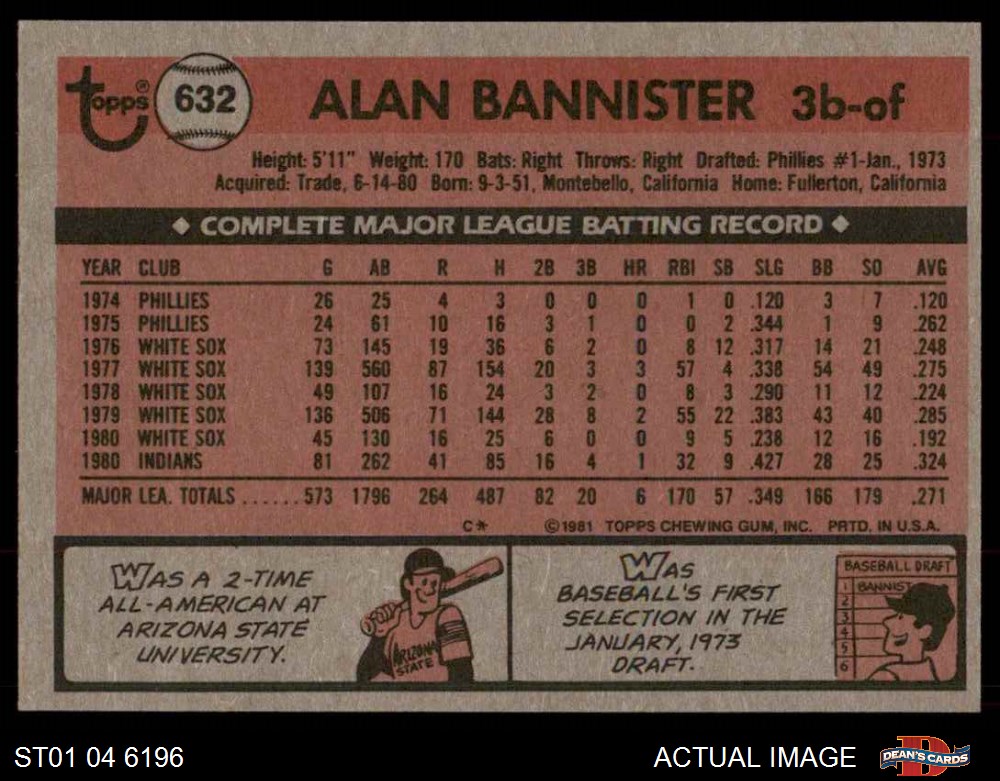 topps® 632 ALAN BANNISTER 3b-of
Height: 5'11" Weight: 170 Bats: Right Throws: Right Drafted: Phillies #1-Jan., 1973
Acquired: Trade, 6-14-80 Born: 9-3-51, Montebello, California Home: Fullerton, California
◆ COMPLETE MAJOR LEAGUE BATTING RECORD ◆
YEAR CLUB G AB R H 2B 3B HR RBI SB SLG BB SO AVG
1974 PHILLIES 26 25 4 3 0 0 0 1 0 .120 3 7 .120
1975 PHILLIES 24 61 10 16 3 1 0 0 2 .344 1 9 .262
1976 WHITE SOX 73 145 19 36 6 2 0 8 12 .317 14 21 .248
1977 WHITE SOX 139 560 87 154 20 3 3 57 4 .338 54 49 .275
1978 WHITE SOX 49 107 16 24 3 2 0 8 3 .290 11 12 .224
1979 WHITE SOX 136 506 71 144 28 8 2 55 22 .383 43 40 .285
1980 WHITE SOX 45 130 16 25 6 0 0 9 5 .238 12 16 .192
1980 INDIANS 81 262 41 85 16 4 1 32 9 .427 28 25 .324
MAJOR LEA. TOTALS ...... 573 1796 264 487 82 20 6 170 57 .349 166 179 .271
C* ©1981 TOPPS CHEWING GUM, INC. PRTD. IN U.S.A.
WAS A 2-TIME
ALL-AMERICAN AT
ARIZONA STATE
UNIVERSITY.
ARIZONA
STATE
WAS
BASEBALL'S FIRST
SELECTION IN THE
JANUARY, 1973
DRAFT.
BASEBALL DRAFT
1 BANNIST
2
3
4
5
6
ST01 04 6196 ACTUAL IMAGE DEAN'S CARDS